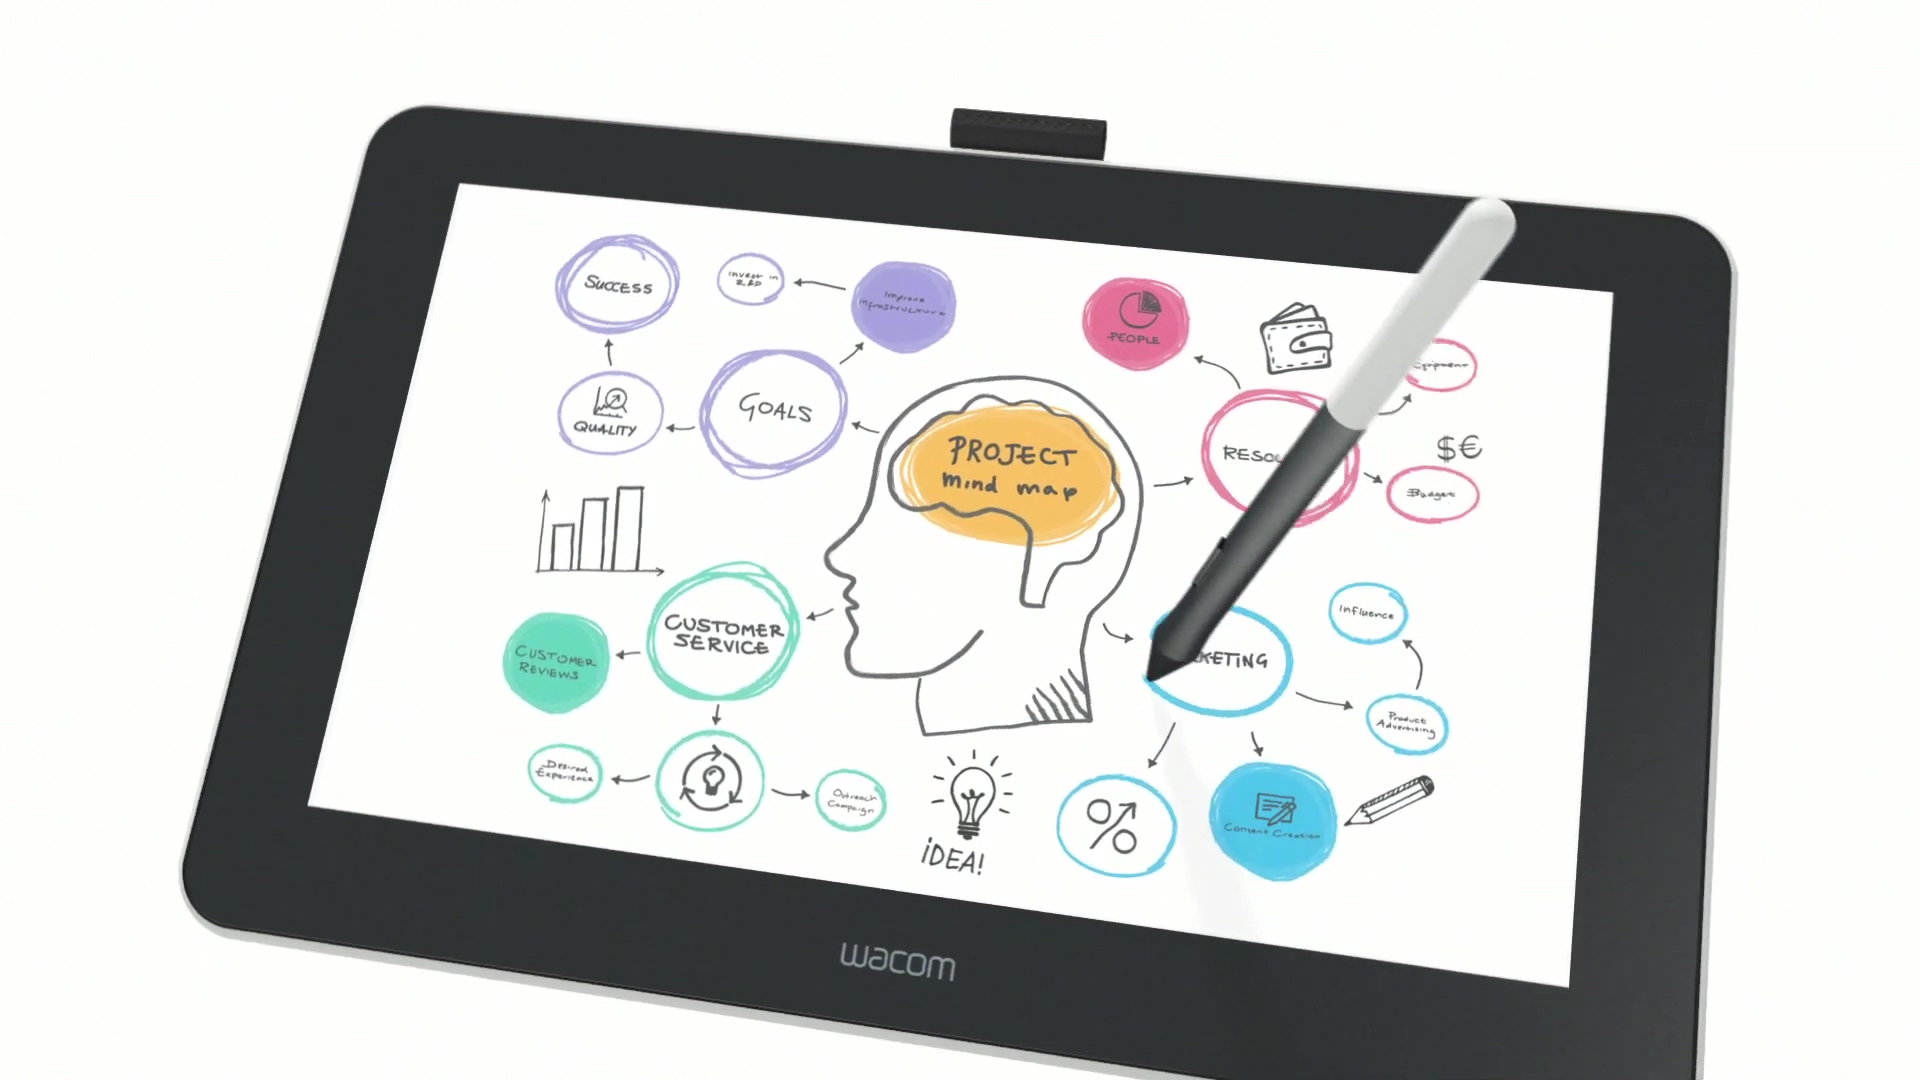 SUCCESS
Invest in
R&D
Improve
Infrastructure
GOALS
QUALITY
PROJECT
mind map
PEOPLE
Equipment
$€
Budget
CUSTOMER
SERVICE
CUSTOMER
REVIEWS
Desired
Experience
Outreach
Campaign
iDEA!
Influence
Product
Advertising
%
Content Creation
wacom